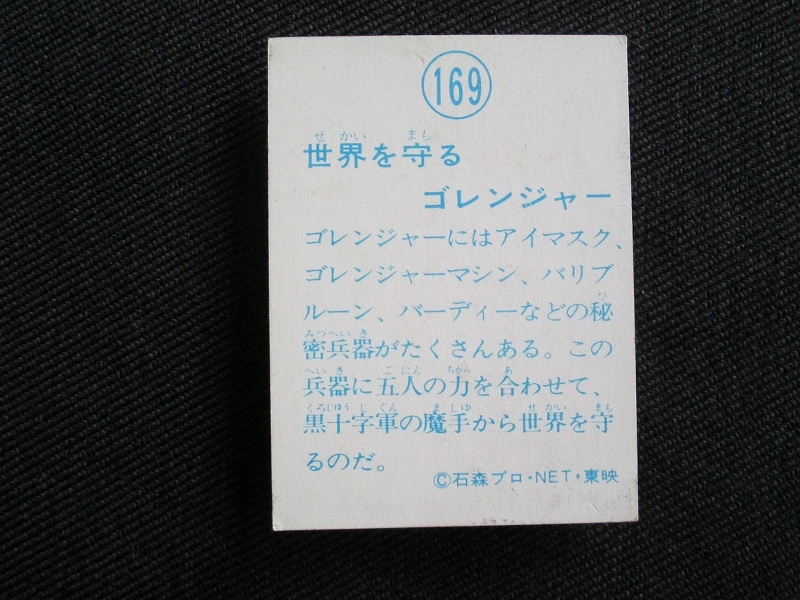 169
世界を守る
ゴレンジャー
ゴレンジャーにはアイマスク、
ゴレンジャーマシン、バリブ
ルーン、バーディーなどの秘
密兵器がたくさんある。この
兵器に五人の力を合わせて、
黒十字軍の魔手から世界を守
るのだ。
©石森プロ・NET・東映